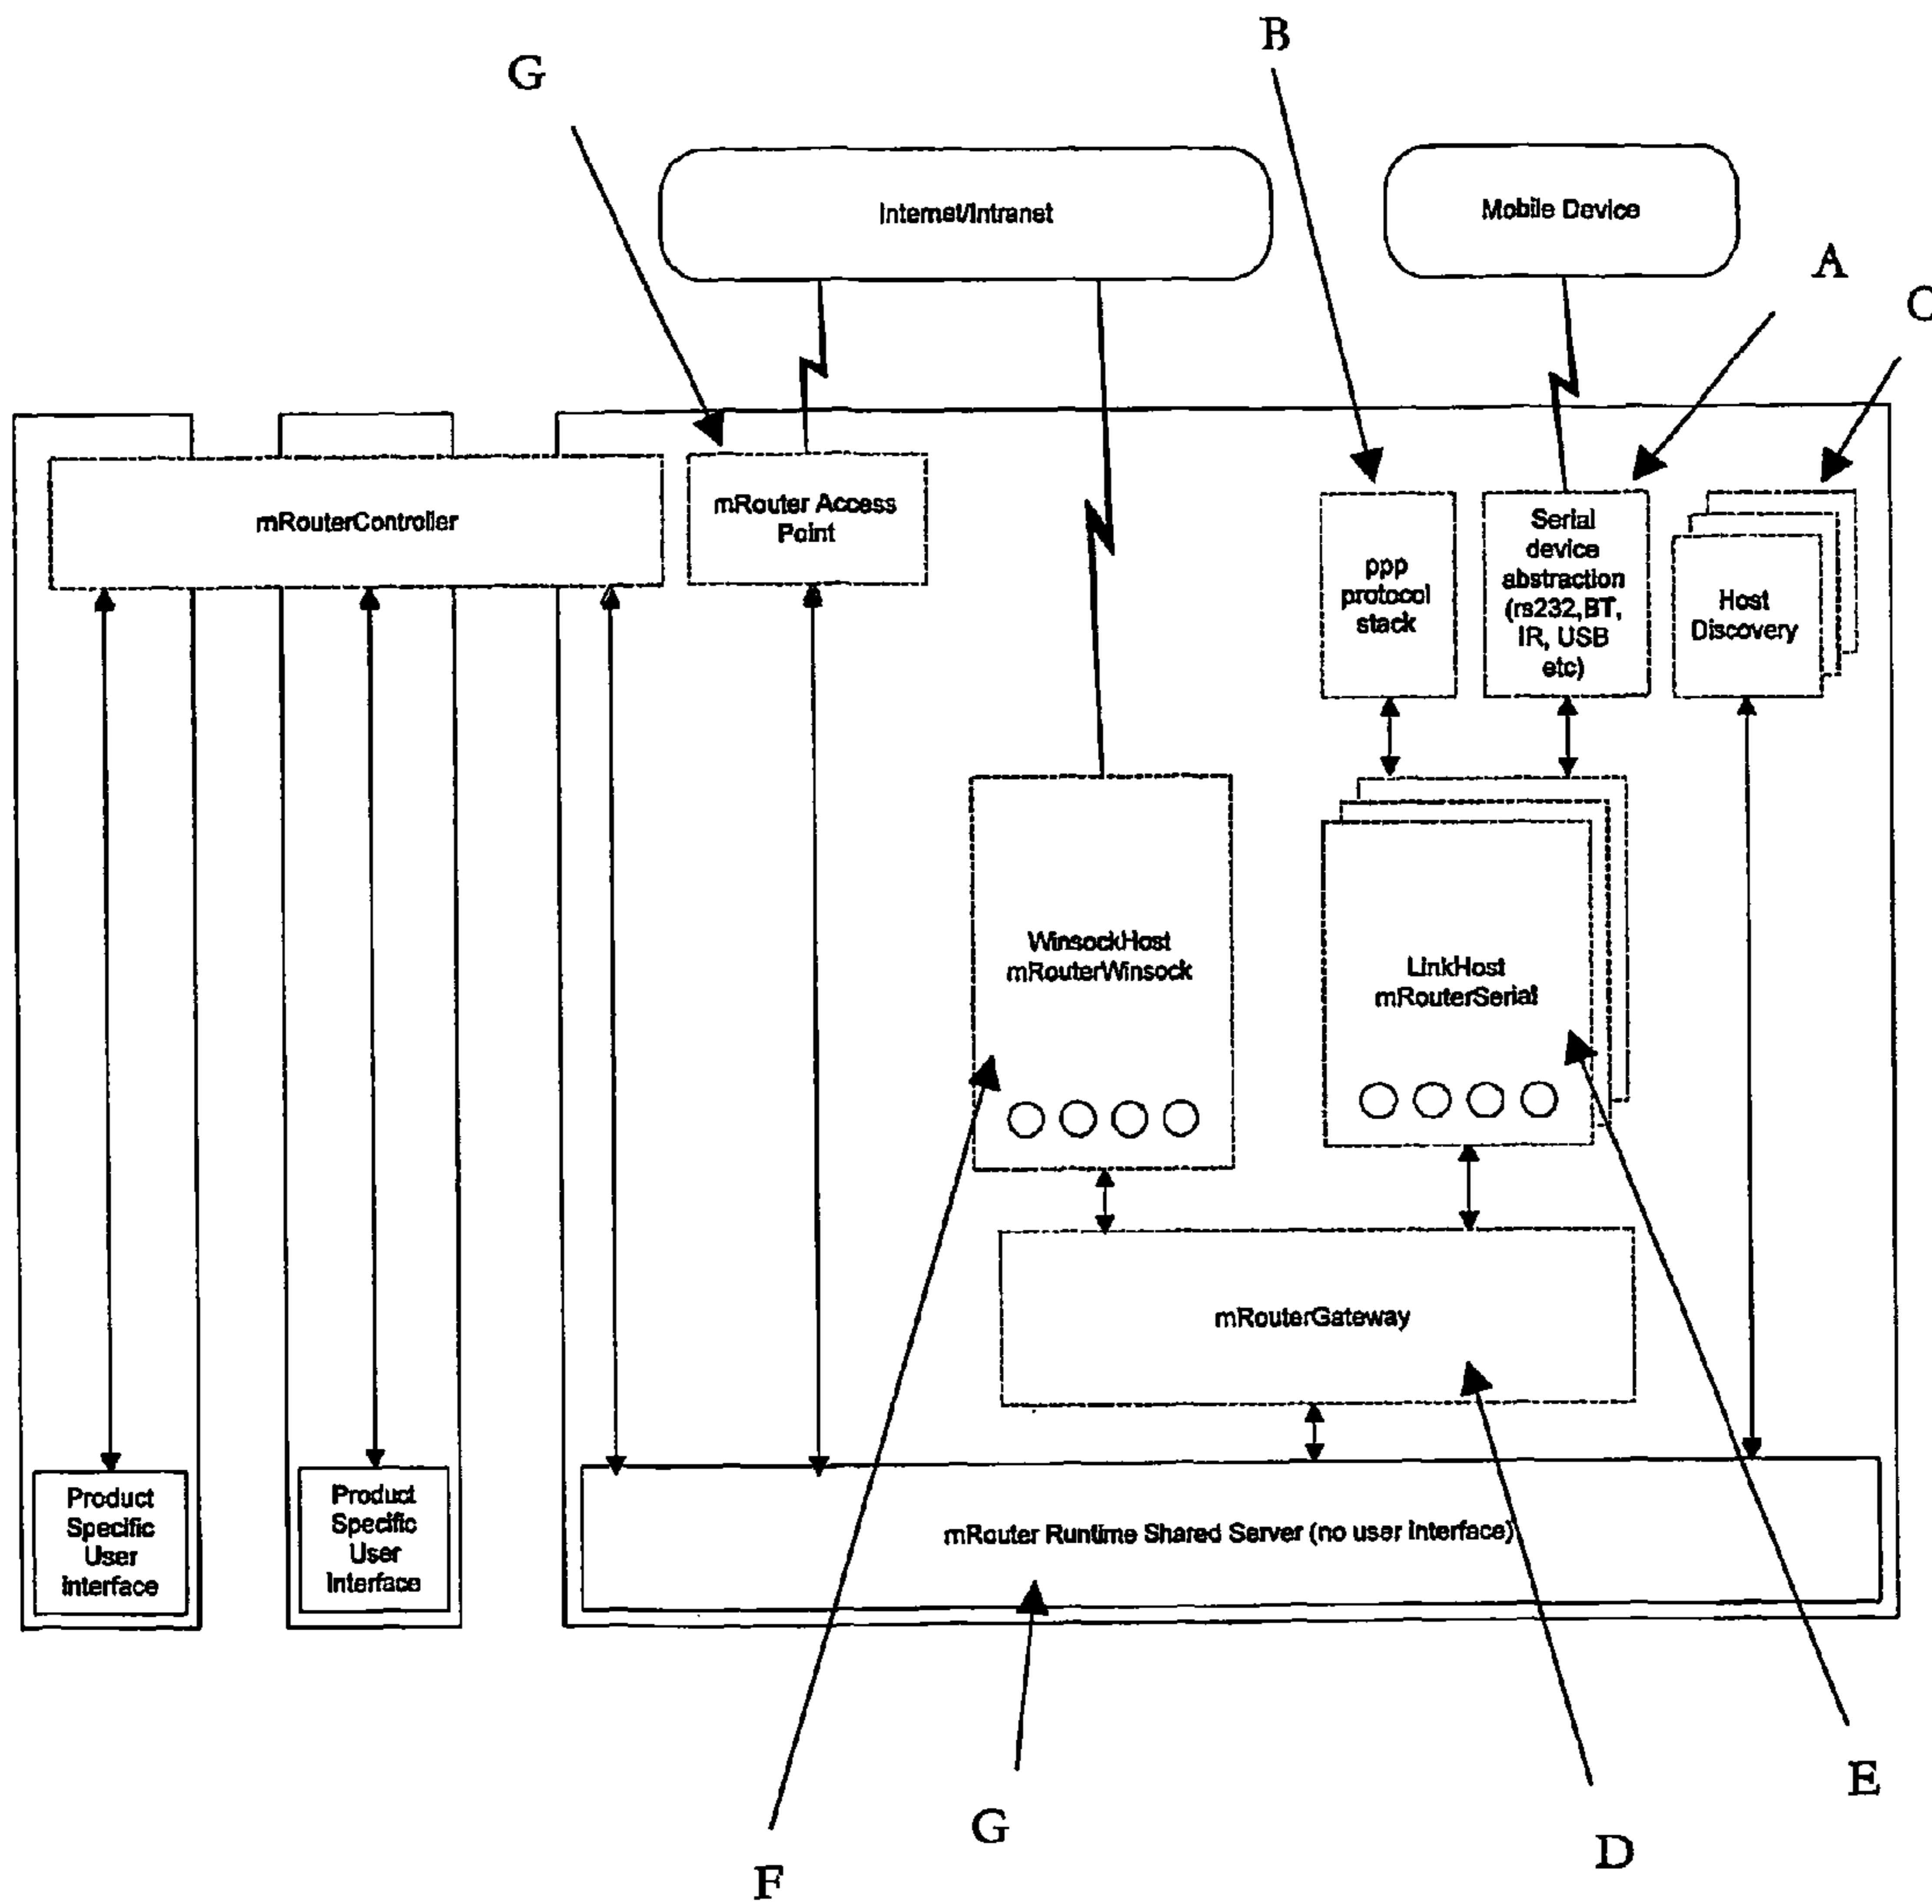 B
G
Internet/Intranet
Mobile Device
A
C
mRouterController
mRouter Access
Point
ppp
protocol
stack
Serial
device
abstraction
(rs232,BT,
IR, USB
etc)
Host
Discovery
WinsockHost
mRouterWinsock
LinkHost
mRouterSerial
mRouterGateway
Product
Specific
User
Interface
Product
Specific
User
Interface
mRouter Runtime Shared Server (no user interface)
E
G
D
F